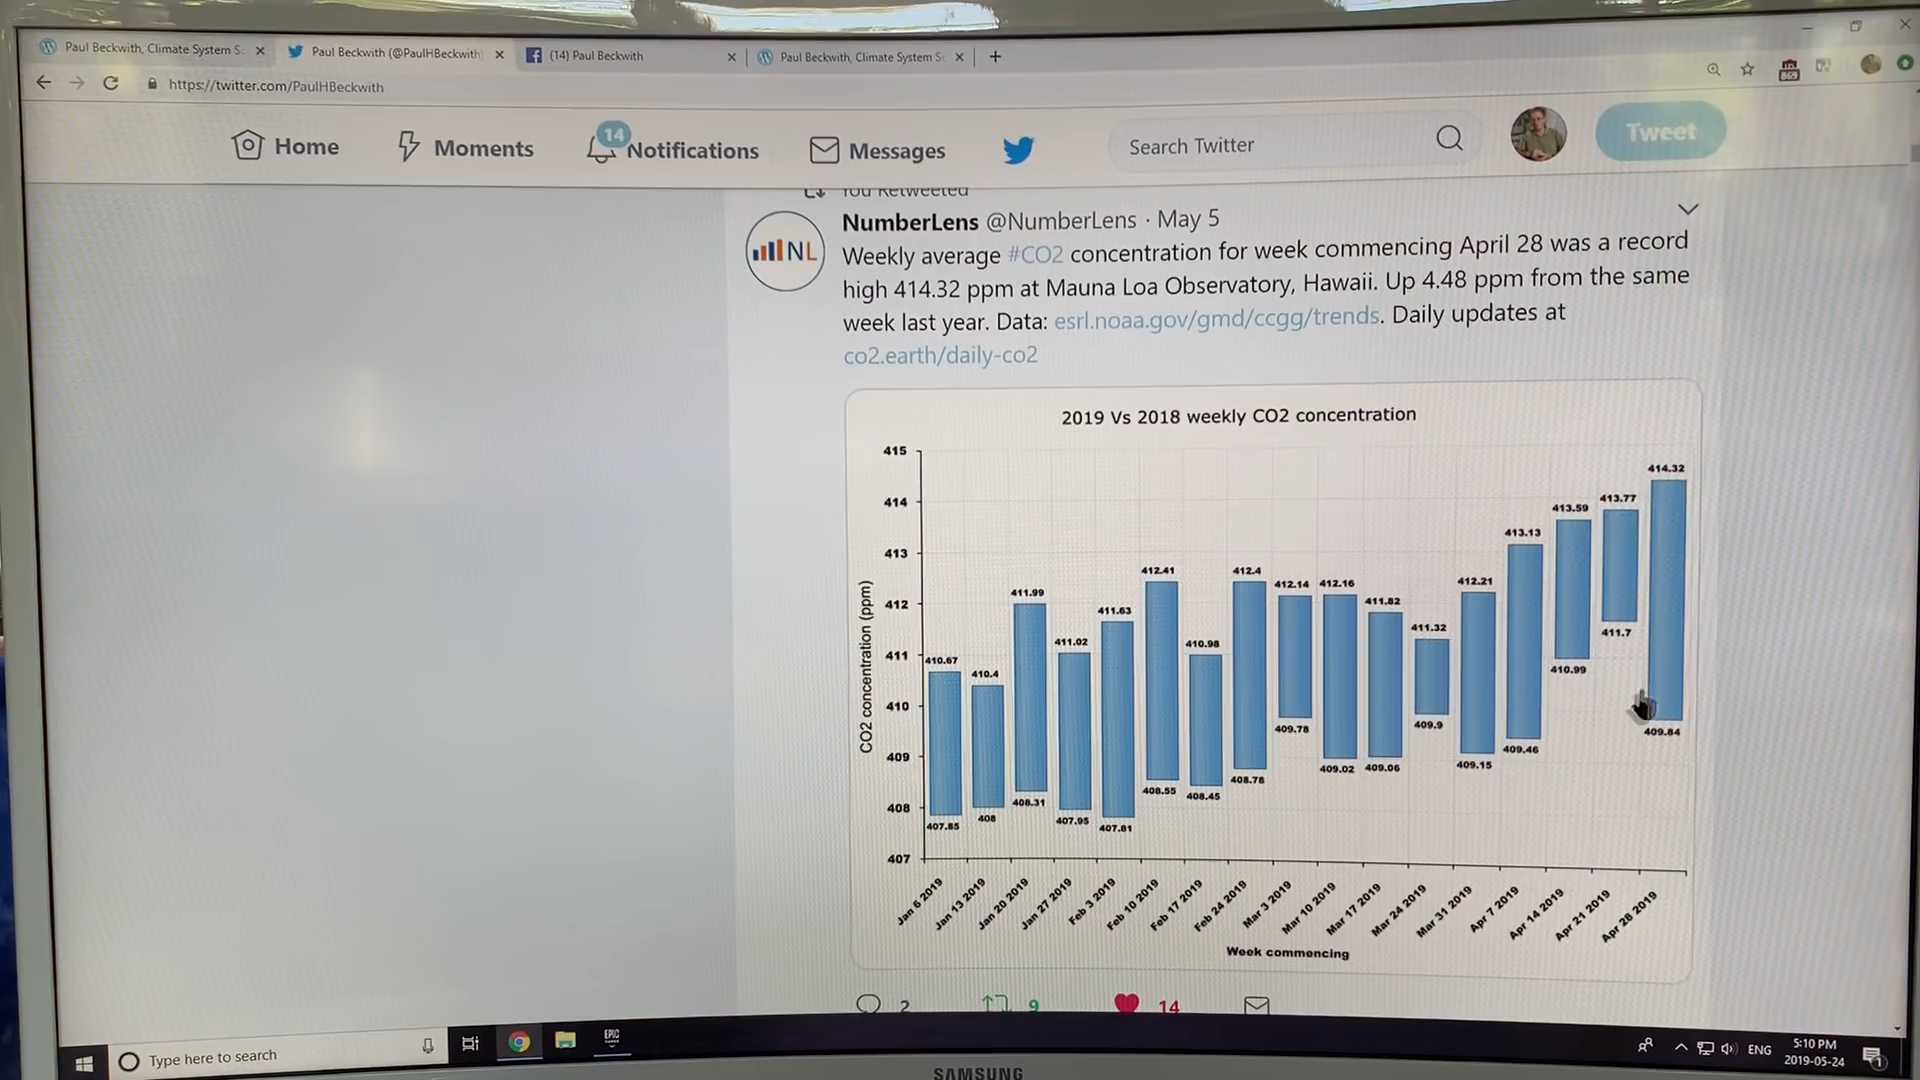 Paul Beckwith, Climate System S
Paul Beckwith (@PaulHBeckwith)
(14) Paul Beckwith
Paul Beckwith, Climate System S
https://twitter.com/PaulHBeckwith
869
Home
Moments
14
Notifications
Messages
Search Twitter
Tweet
You Retweeted
NL
NumberLens @NumberLens · May 5
Weekly average #CO2 concentration for week commencing April 28 was a record
high 414.32 ppm at Mauna Loa Observatory, Hawaii. Up 4.48 ppm from the same
week last year. Data: esrl.noaa.gov/gmd/ccgg/trends. Daily updates at
co2.earth/daily-co2
2019 Vs 2018 weekly CO2 concentration
CO2 concentration (ppm)
415
414
413
412
411
410
409
408
407
410.67
410.4
411.99
411.02
411.63
412.41
410.98
412.4
412.14
412.16
411.82
411.32
412.21
413.13
413.59
413.77
414.32
407.85
408
408.31
407.95
407.81
408.55
408.45
408.78
409.78
409.02
409.06
409.9
409.15
409.46
410.99
411.7
409.84
Jan 6 2019
Jan 13 2019
Jan 20 2019
Jan 27 2019
Feb 3 2019
Feb 10 2019
Feb 17 2019
Feb 24 2019
Mar 3 2019
Mar 10 2019
Mar 17 2019
Mar 24 2019
Mar 31 2019
Apr 7 2019
Apr 14 2019
Apr 21 2019
Apr 28 2019
Week commencing
2
9
14
Type here to search
EPIC
ENG
5:10 PM
2019-05-24
1
SAMSUNG